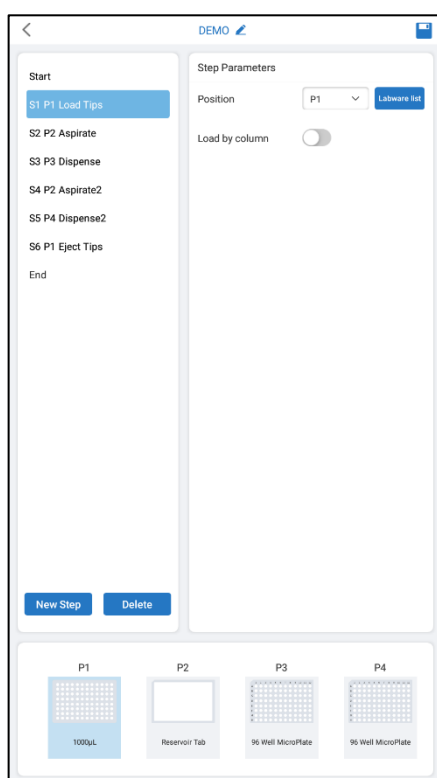 DEMO
Start
S1 P1 Load Tips
S2 P2 Aspirate
S3 P3 Dispense
S4 P2 Aspirate2
S5 P4 Dispense2
S6 P1 Eject Tips
End
New Step Delete
Step Parameters
Position P1 Labware list
Load by column
P1 P2 P3 P4
1000μL Reservoir Tab 96 Well MicroPlate 96 Well MicroPlate